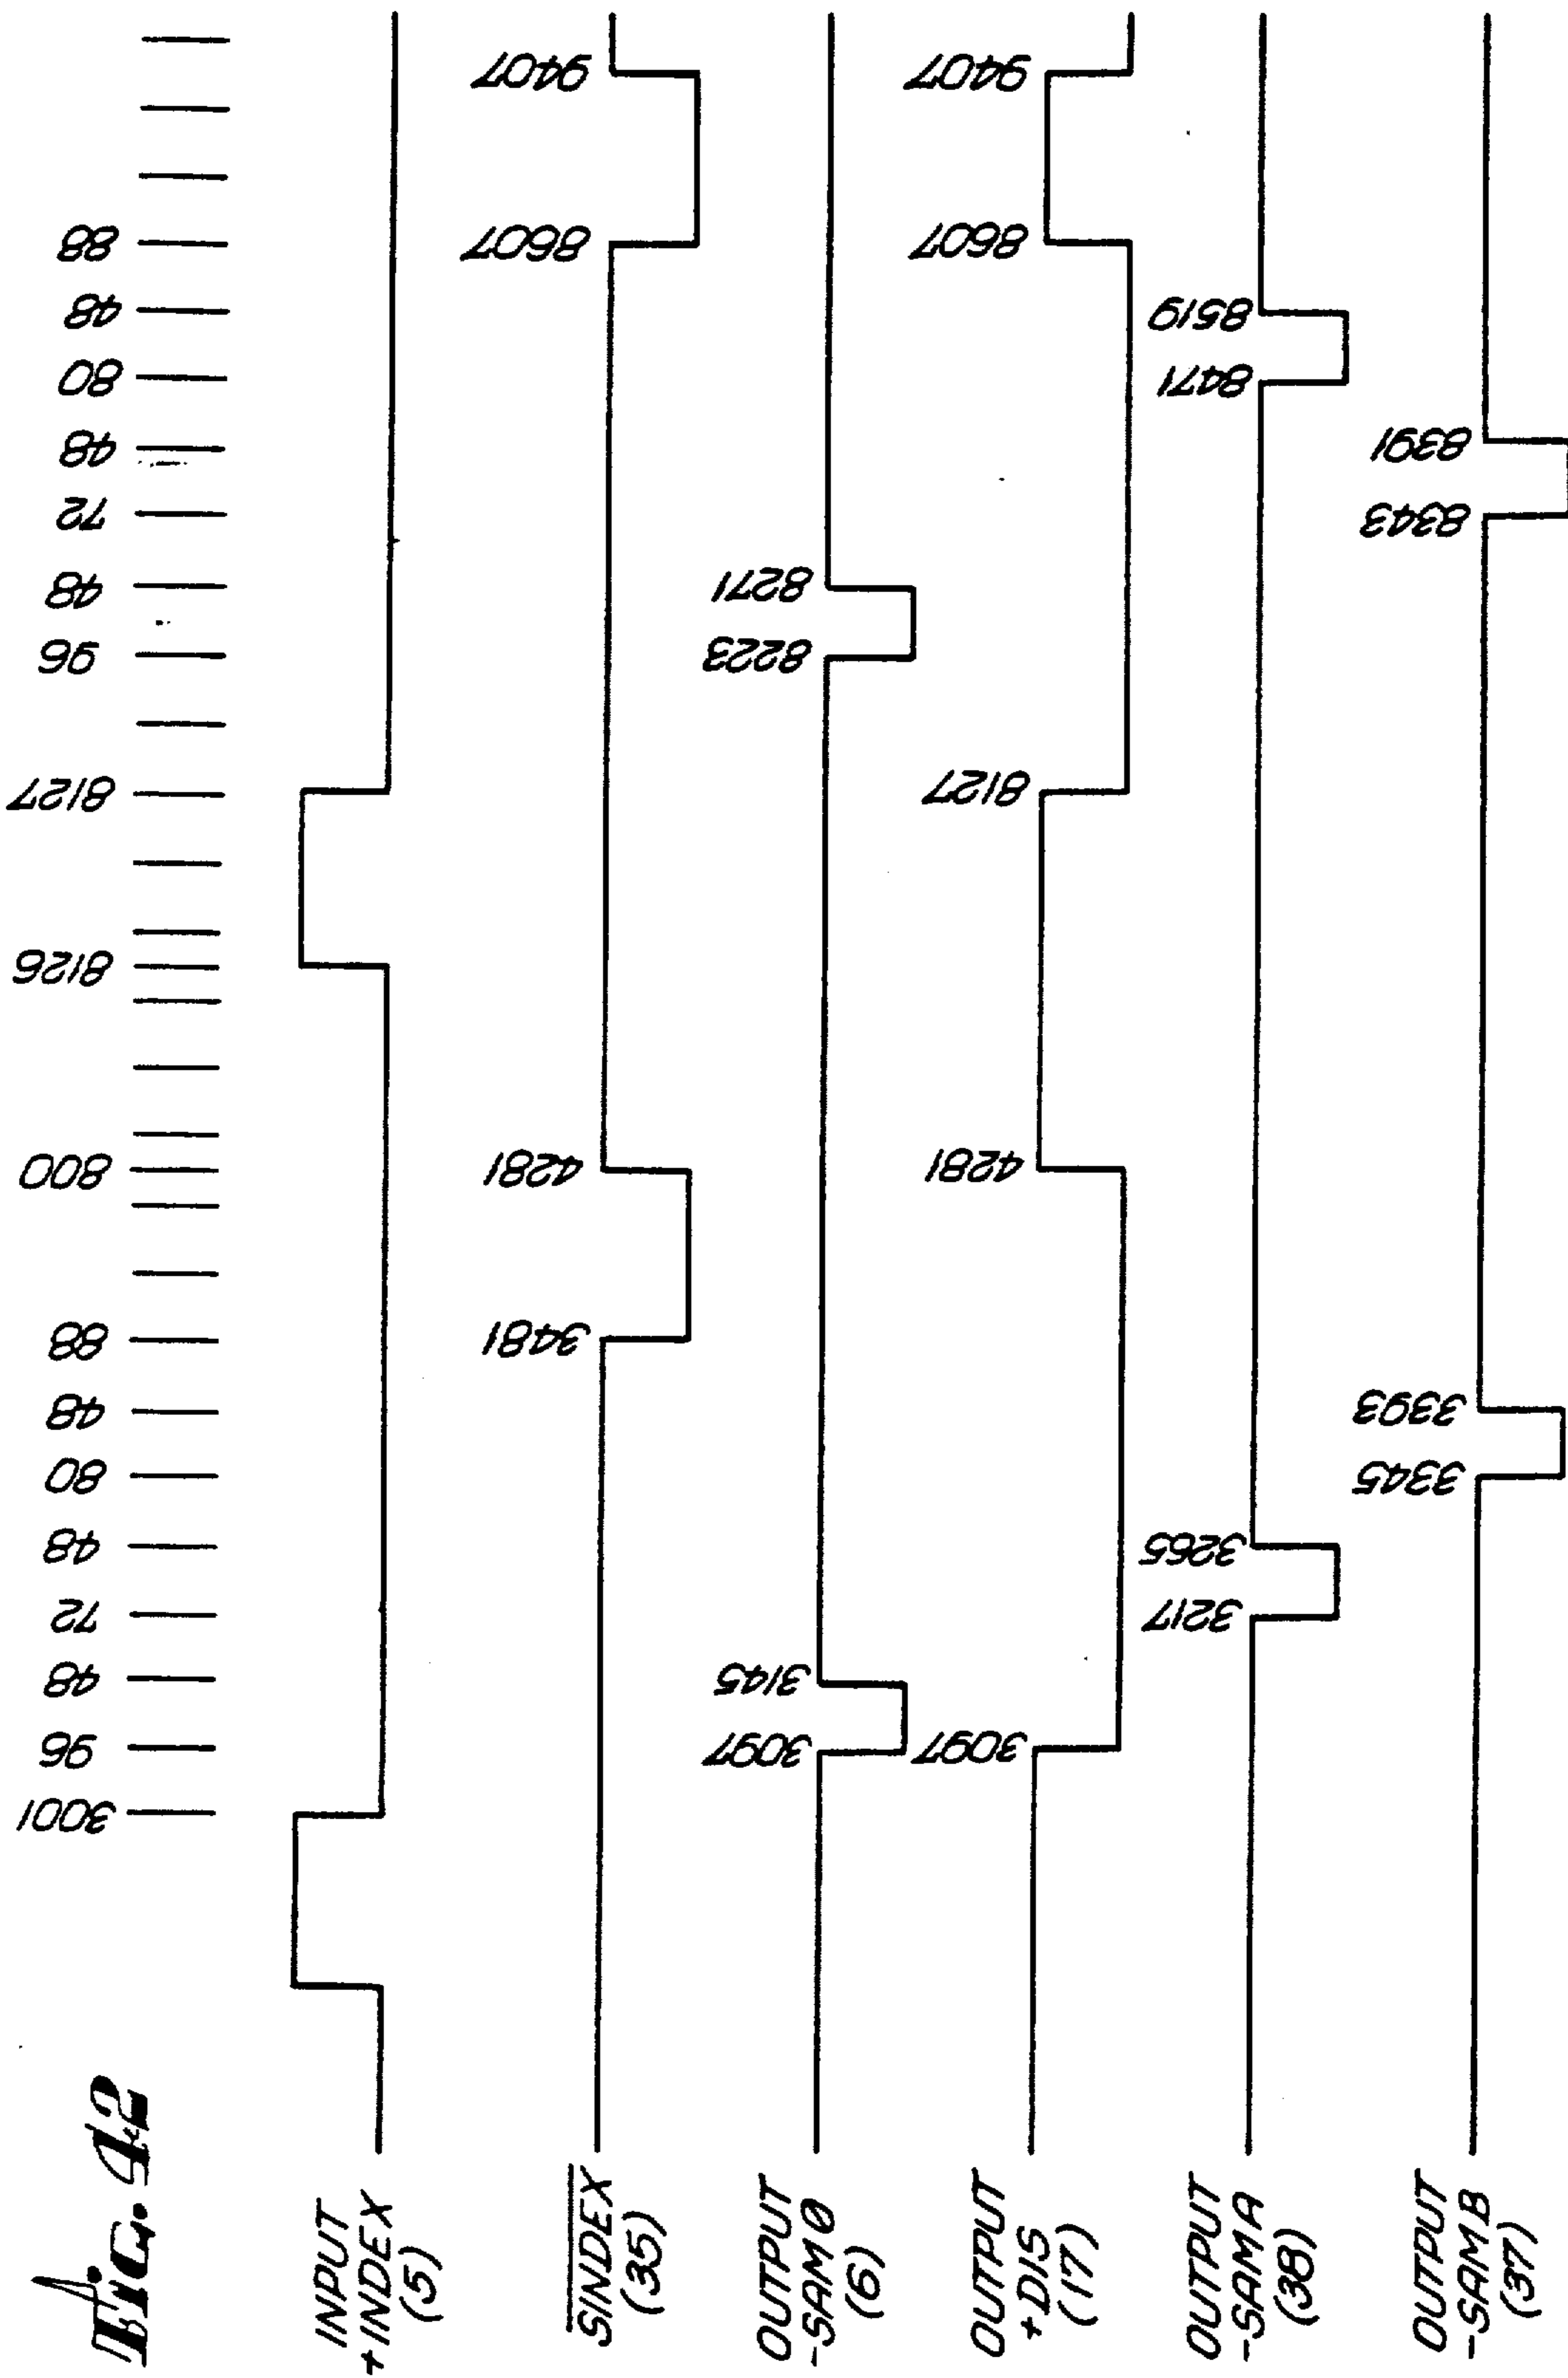 Fig. 42
3001 96 48 72 48 80 48 88 800 8126 8127 96 48 72 48 80 48 88
INPUT
+INDEX
(5)
SINDEX
(35)
3481 4281 8607 9407
OUTPUT
-SAM0
(6)
3097 3145 8223 8271
OUTPUT
+DIS
(17)
3097 4281 8127 8607 9407
OUTPUT
-SAMA
(38)
3217 3265 8471 8519
OUTPUT
-SAMB
(37)
3345 3393 8343 8391